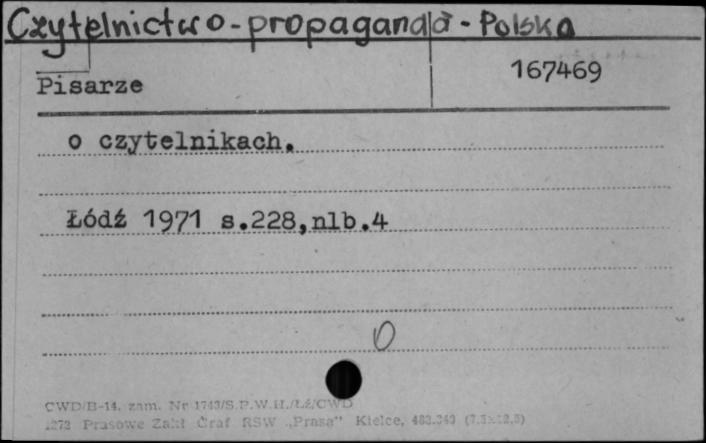 Czytelnictwo-propaganda - Polska
Pisarze 167469
o czytelnikach.
Łódź 1971 s.228,nlb.4
0
CWD/B-14. zam. Nr 1743/S.P.W.H./Łź/CWD
Prasowe Zakł Graf RSW „Prasa" Kielce,